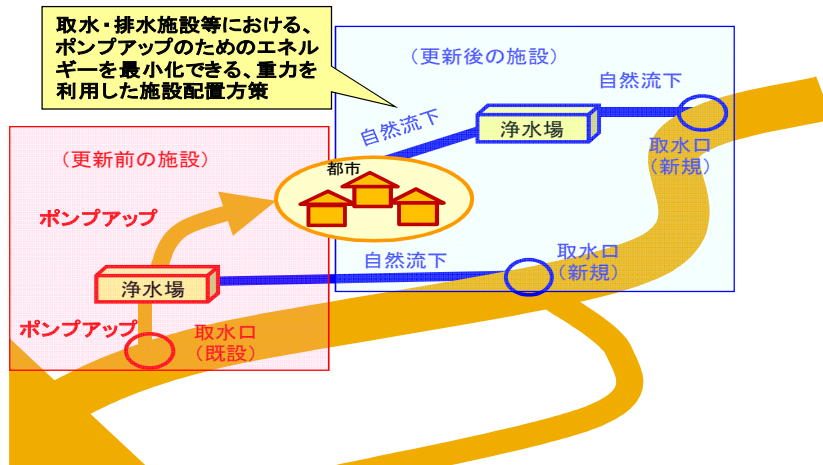 取水・排水施設等における、
ポンプアップのためのエネル
ギーを最小化できる、重力を
利用した施設配置方策
（更新後の施設）
自然流下
浄水場
自然流下
取水口
（新規）
（更新前の施設）
都市
ポンプアップ
自然流下
取水口
（新規）
浄水場
ポンプアップ
取水口
（既設）